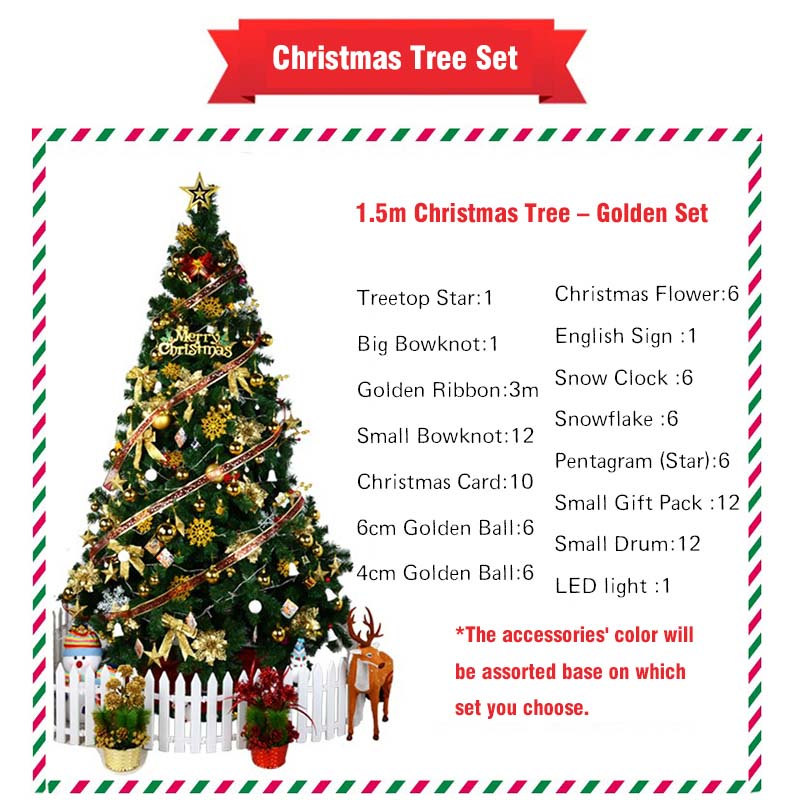 Christmas Tree Set
1.5m Christmas Tree – Golden Set
Merry
Christmas
Treetop Star:1
Big Bowknot:1
Golden Ribbon:3m
Small Bowknot:12
Christmas Card:10
6cm Golden Ball:6
4cm Golden Ball:6
Christmas Flower:6
English Sign :1
Snow Clock :6
Snowflake :6
Pentagram (Star):6
Small Gift Pack :12
Small Drum:12
LED light :1
*The accessories' color will
be assorted base on which
set you choose.